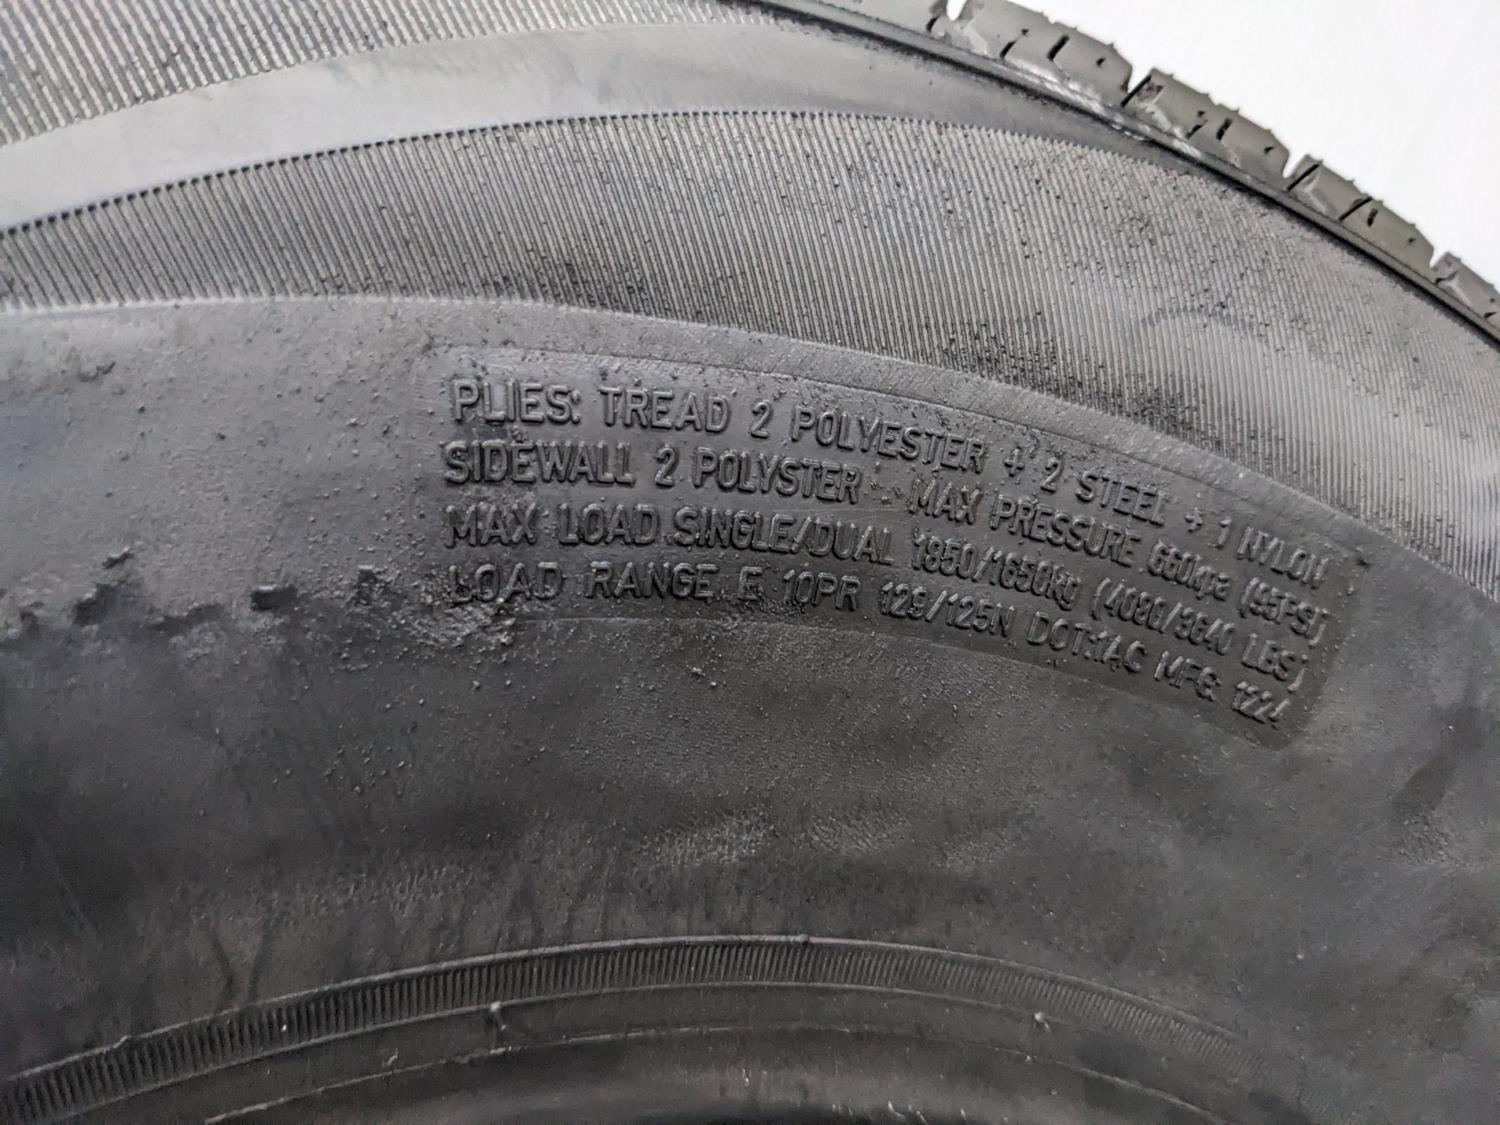 PLIES: TREAD 2 POLYESTER + 2 STEEL + 1 NYLON
SIDEWALL 2 POLYSTER MAX PRESSURE 660kpa (95PSI)
MAX LOAD SINGLE/DUAL 1850/1650kg (4080/3640 LBS)
LOAD RANGE E 10PR 129/125N DOT:1AC MFG 1224